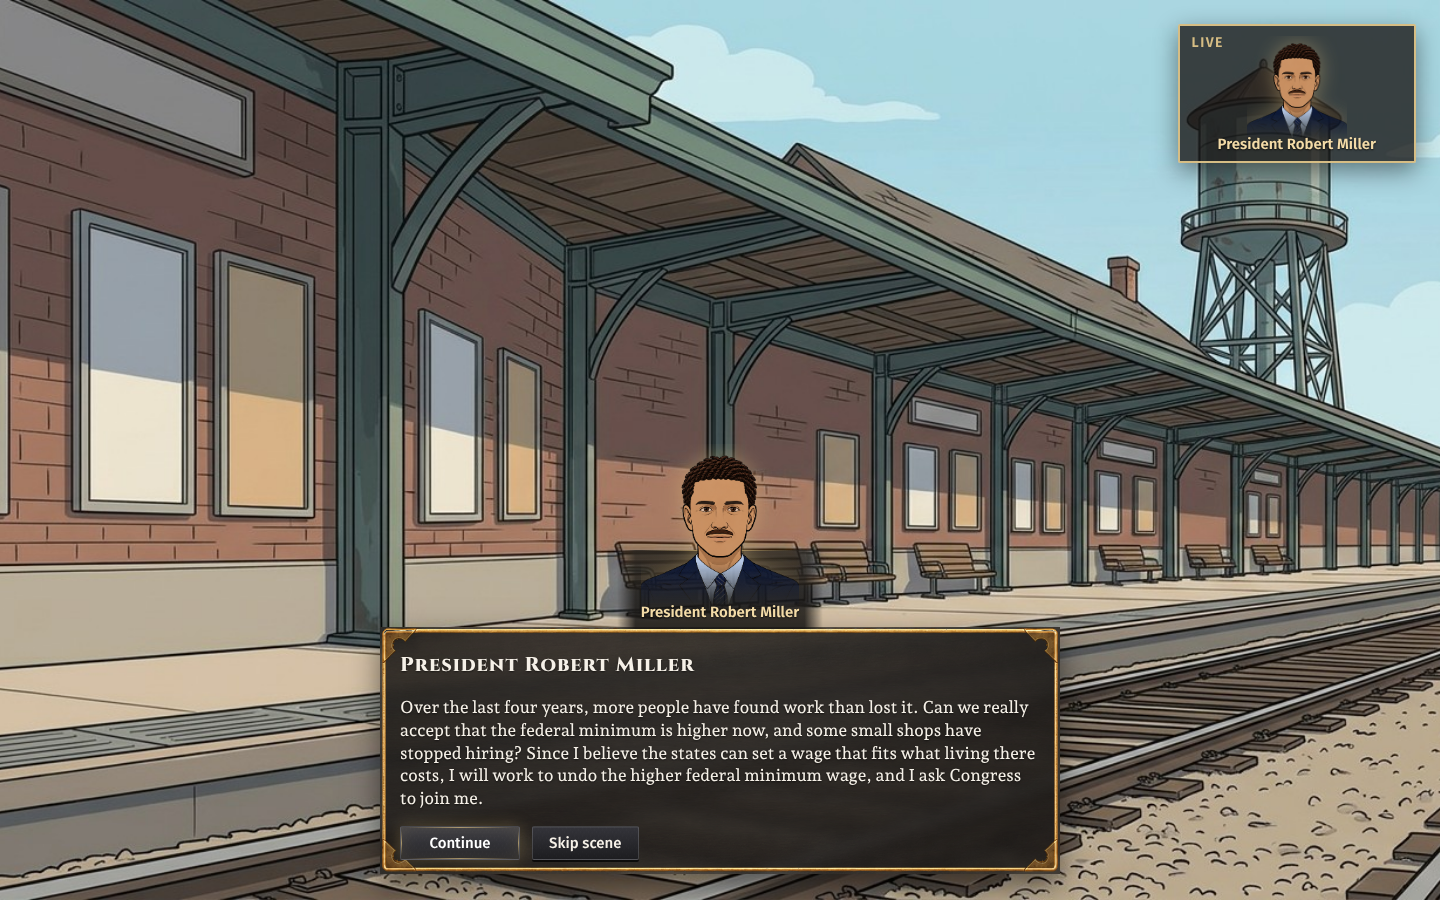 LIVE
President Robert Miller
President Robert Miller
President Robert Miller
Over the last four years, more people have found work than lost it. Can we really
accept that the federal minimum is higher now, and some small shops have
stopped hiring? Since I believe the states can set a wage that fits what living there
costs, I will work to undo the higher federal minimum wage, and I ask Congress
to join me.
Continue
Skip scene